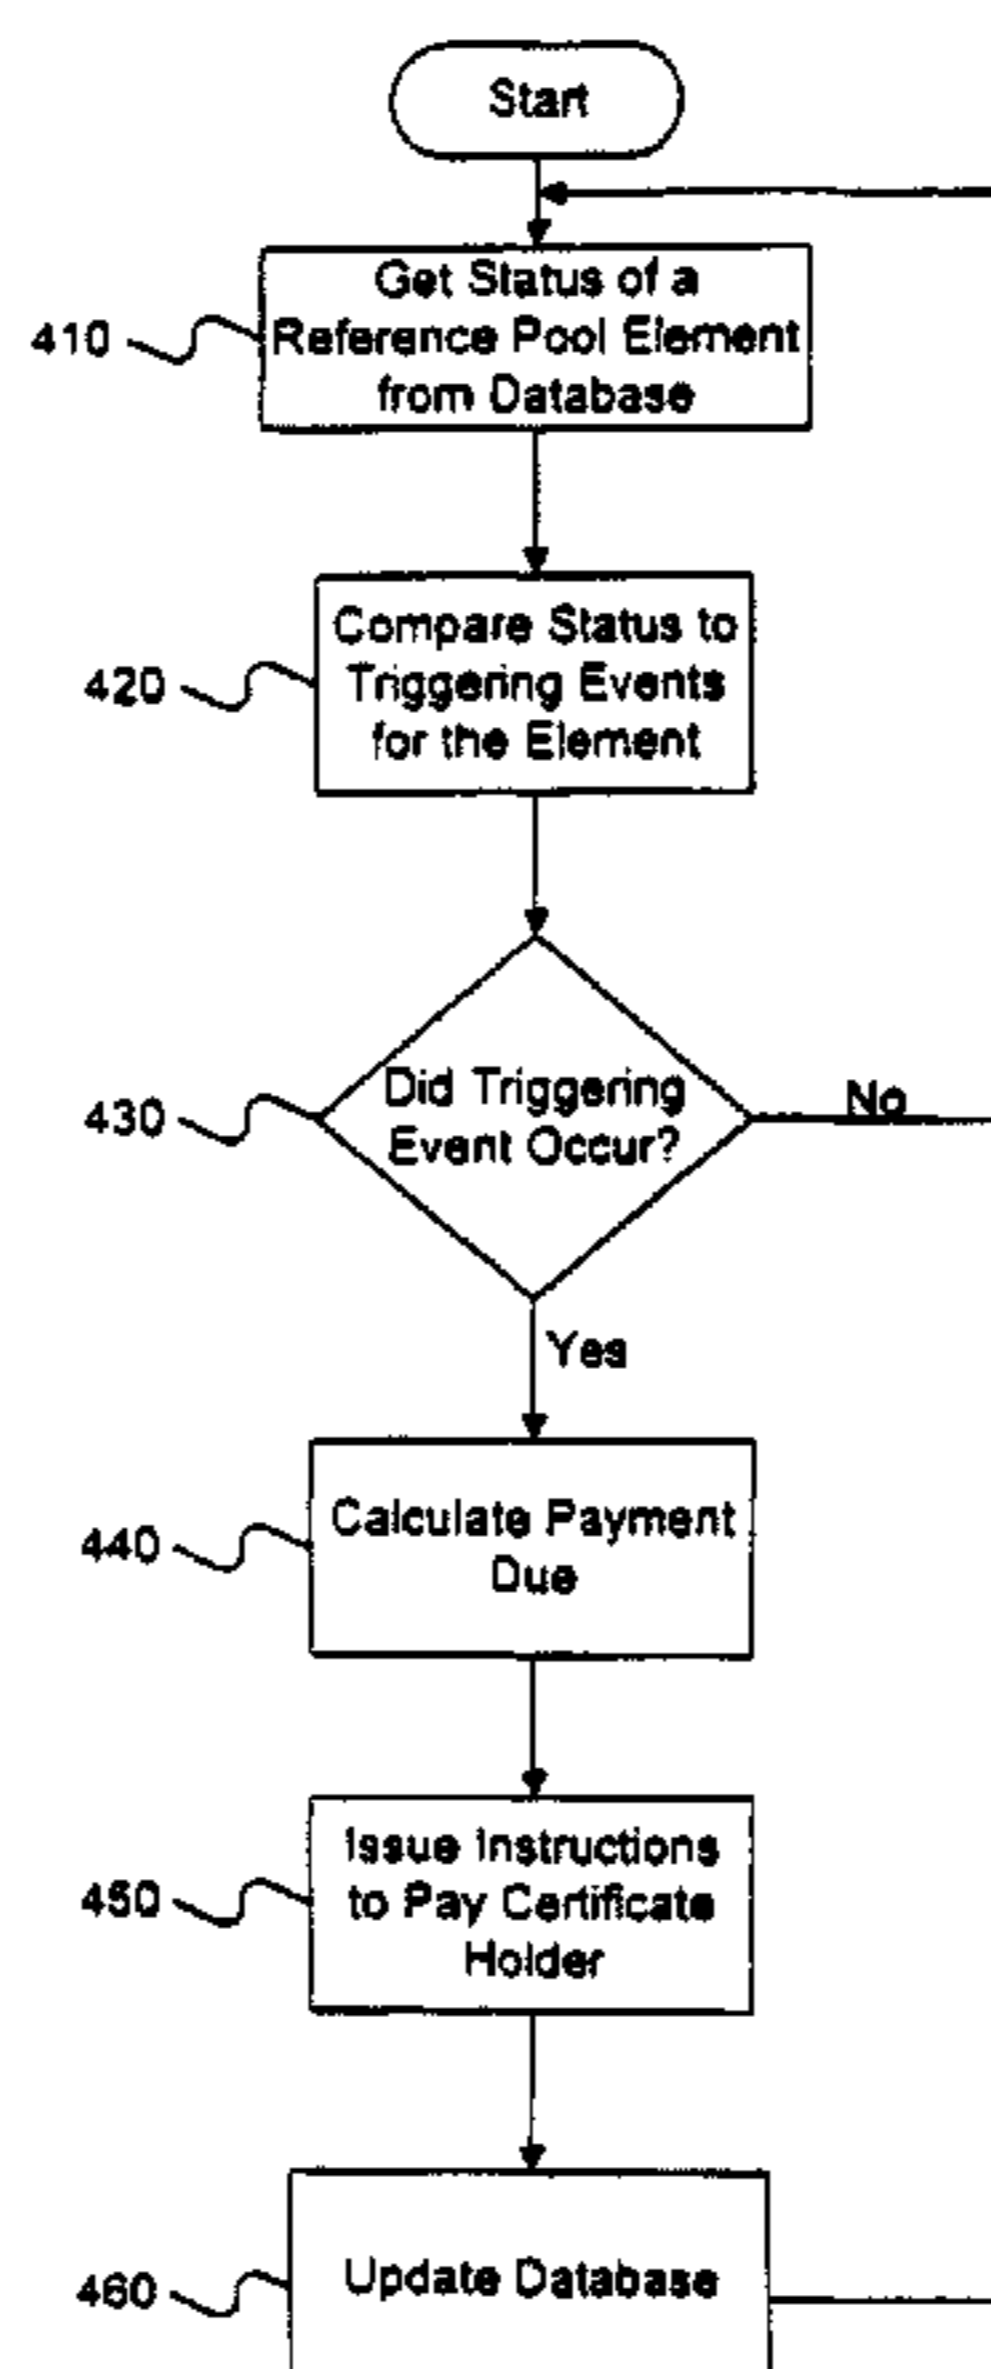 Start
Get Status of a
410
Reference Pool Element
from Database
Compare Status to
420
Triggering Events
for the Element
Did Triggering
430
No
Event Occur?
Yes
Calculate Payment
440
Due
Issue Instructions
450
to Pay Certificate
Holder
460
Update Database